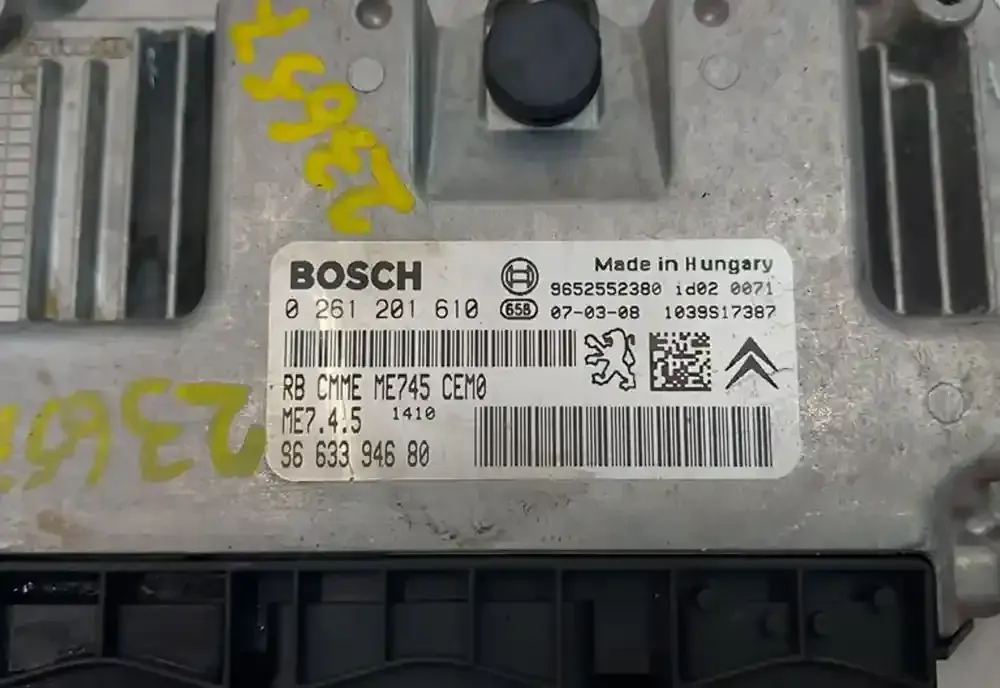 23657
BOSCH
Made in Hungary
9652552380 id02 0071
0 261 201 610
658
07-03-08 1039S17387
RB CMME ME745 CEM0
ME7.4.5 1410
96 633 946 80